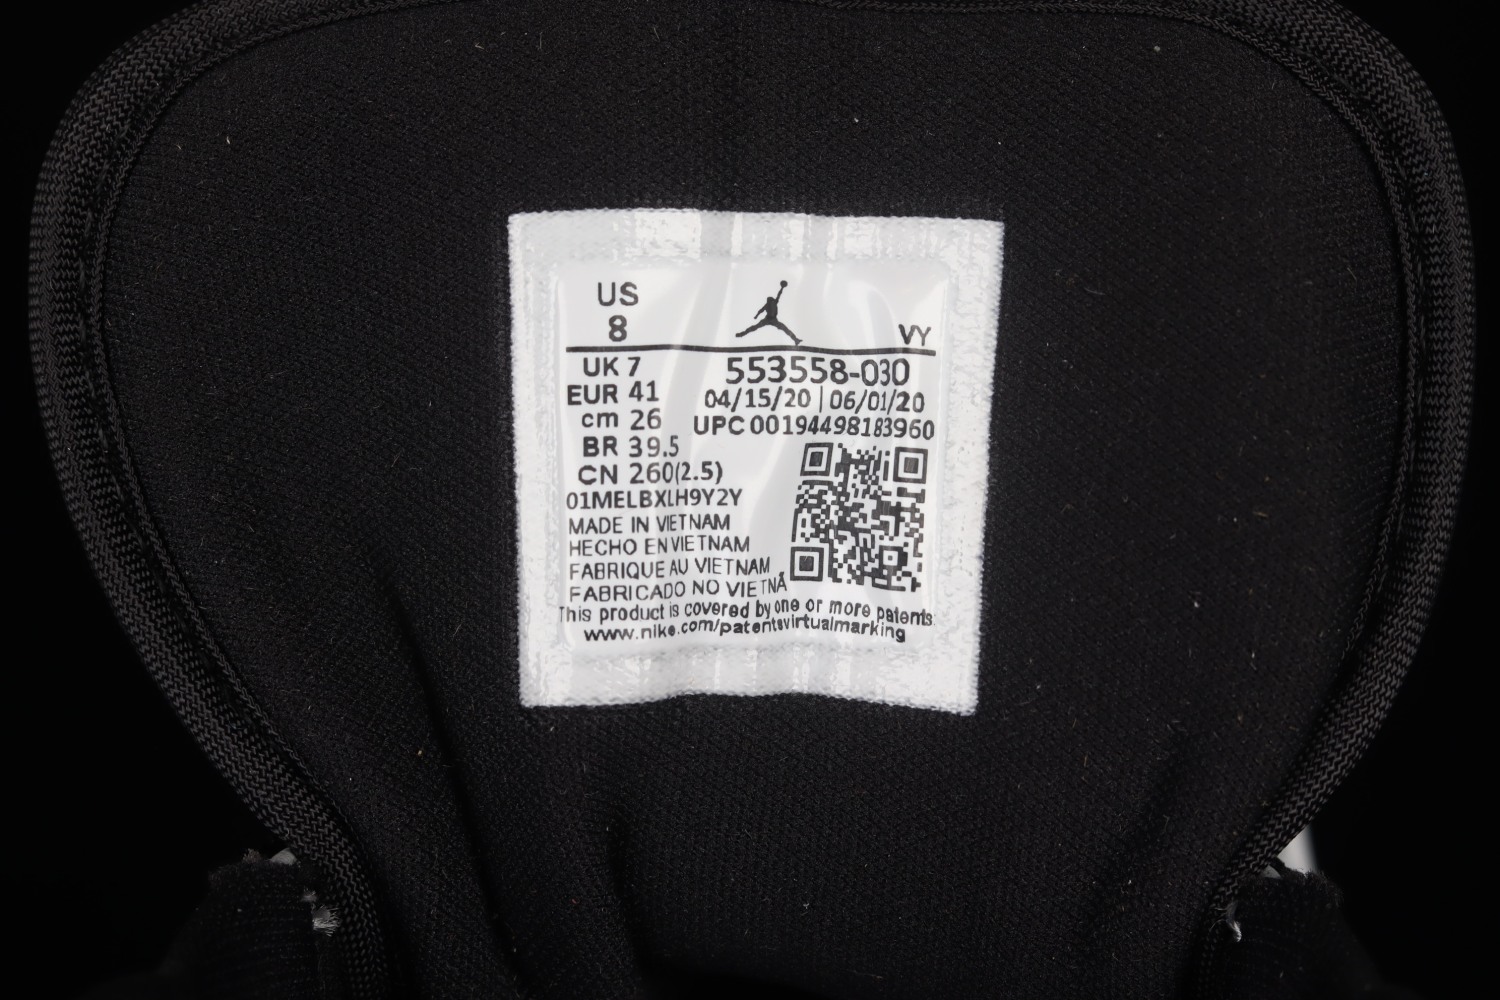 US
8
VY
UK 7
EUR 41
cm 26
BR 39.5
CN 260(2.5)
553558-030
04/15/20 | 06/01/20
UPC 00194498183960
01MELBXLH9Y2Y
MADE IN VIETNAM
HECHO EN VIETNAM
FABRIQUE AU VIETNAM
FABRICADO NO VIETNÃ
This product is covered by one or more patents:
www.nike.com/patentsvirtualmarking